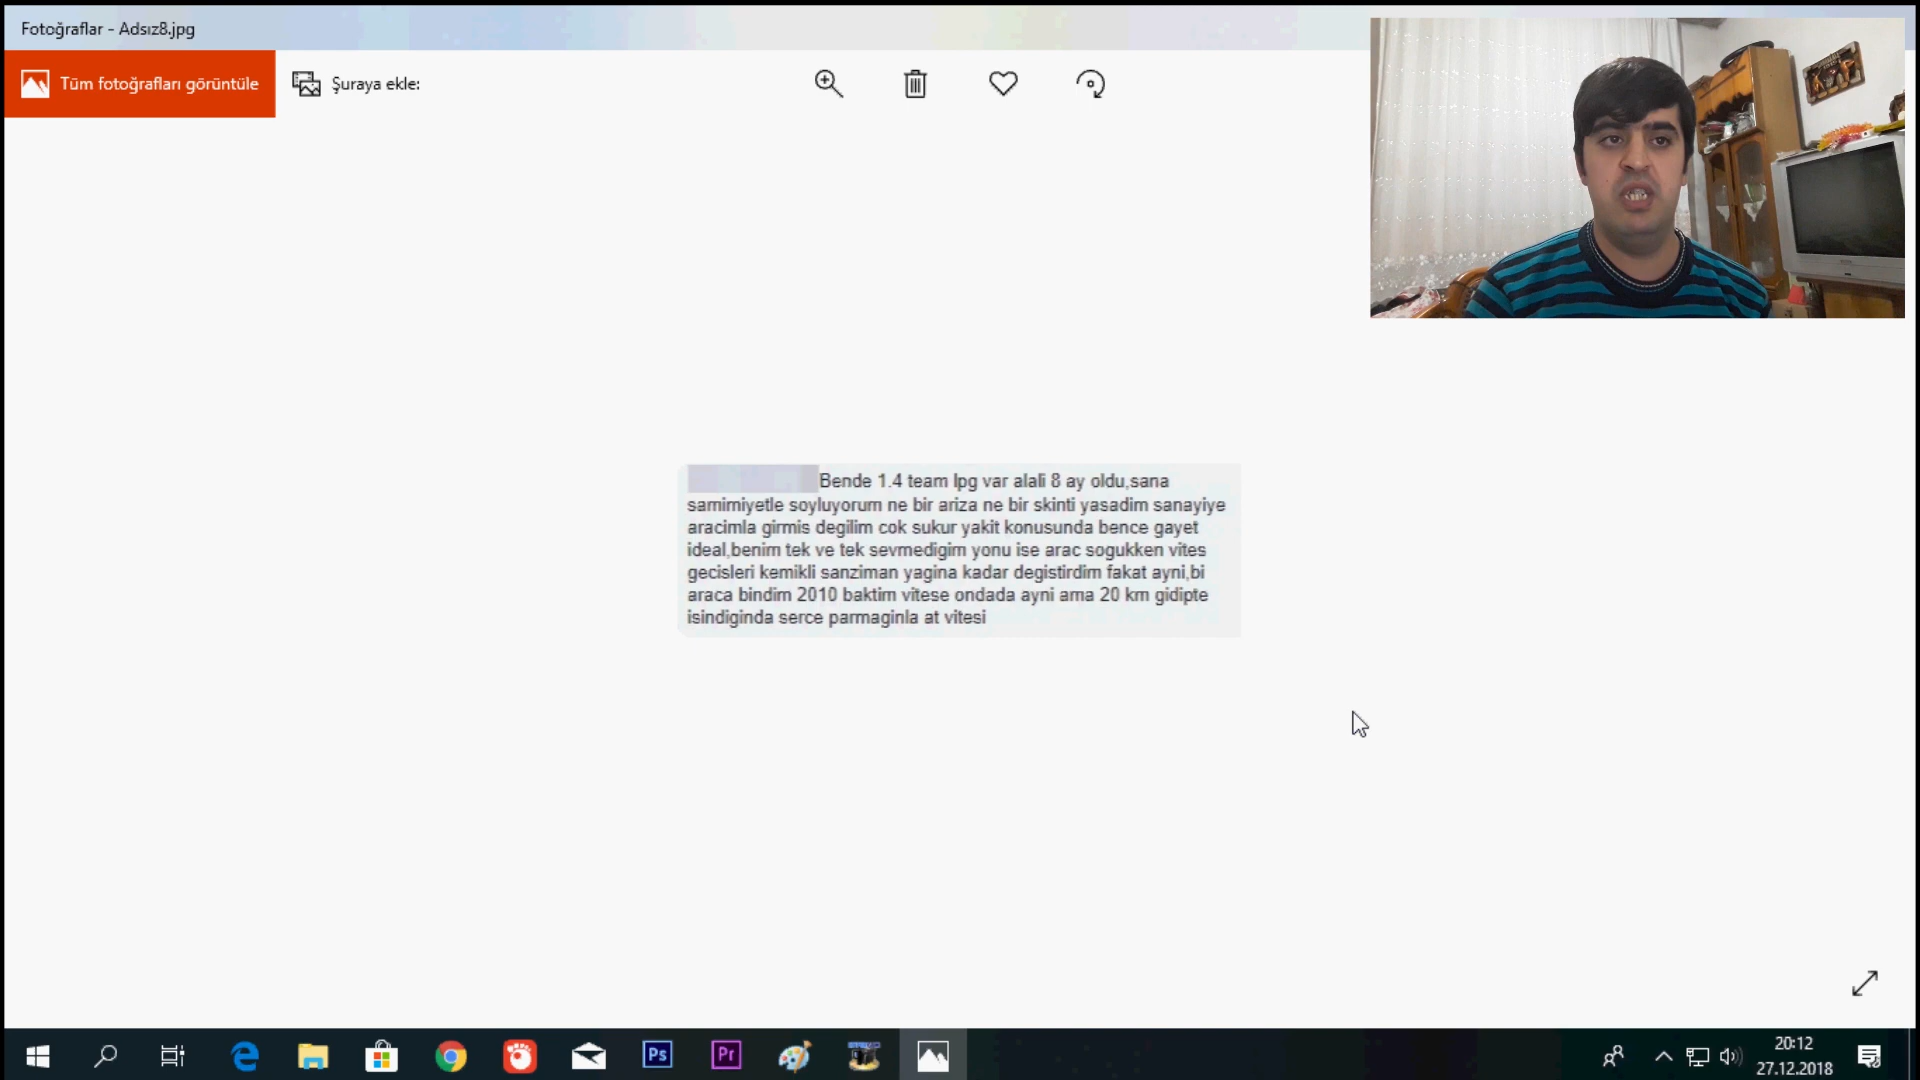 Fotoğraflar - Adsız8.jpg
Tüm fotoğrafları görüntüle
Şuraya ekle:
Bende 1.4 team lpg var alali 8 ay oldu,sana
samimiyetle soyluyorum ne bir ariza ne bir skinti yasadim sanayiye
aracimla girmis degilim cok sukur yakit konusunda bence gayet
ideal,benim tek ve tek sevmedigim yonu ise arac sogukken vites
gecisleri kemikli sanziman yagina kadar degistirdim fakat ayni,bi
araca bindim 2010 baktim vitese ondada ayni ama 20 km gidipte
isindiginda serce parmaginla at vitesi
Ps
Pr
20:12
27.12.2018